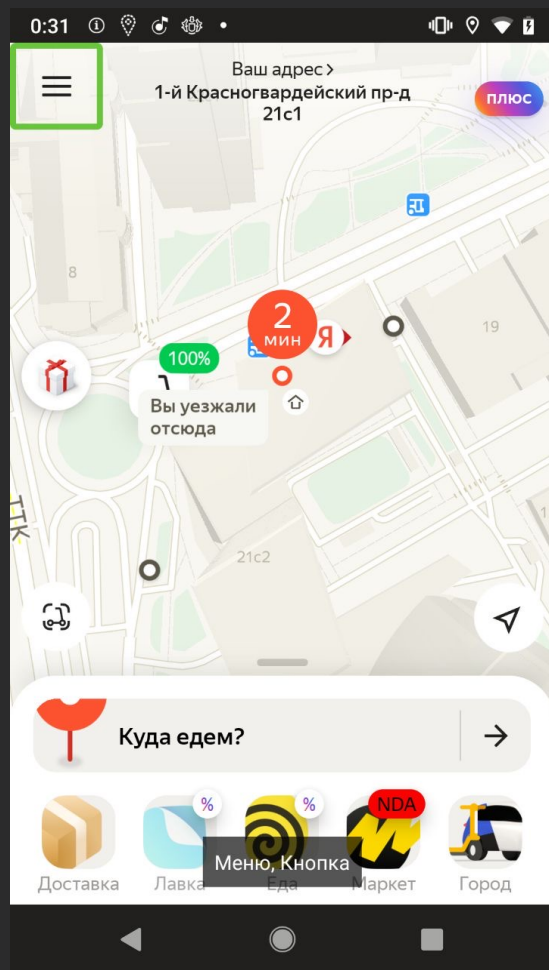 0:31
Ваш адрес
1-й Красногвардейский пр-д
21с1
плюс
8
2
мин
Я
19
100%
Вы уезжали
отсюда
ТТК
1
21с2
Куда едем?
%
%
NDA
Меню, Кнопка
Доставка
Лавка
Еда
Маркет
Город